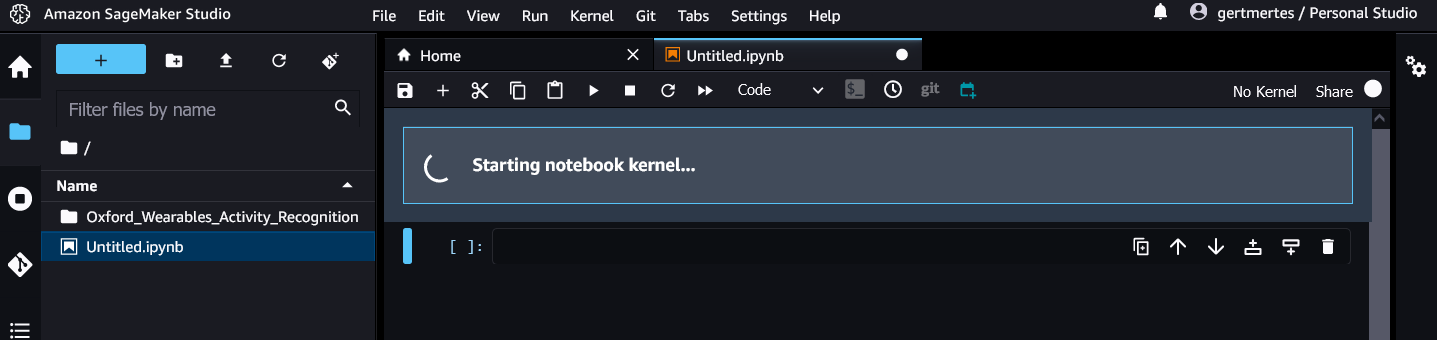 Amazon SageMaker Studio
File Edit View Run Kernel Git Tabs Settings Help
gertmertes / Personal Studio
Home
Untitled.ipynb
Filter files by name
/
Name
Oxford_Wearables_Activity_Recognition
Untitled.ipynb
Code
$_
git
No Kernel
Share
Starting notebook kernel...
[ ]: